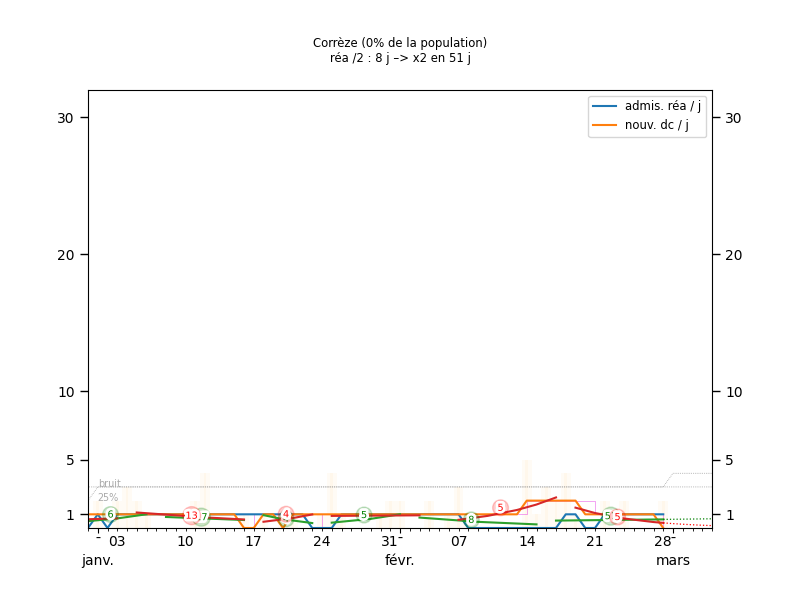 Corrèze (0% de la population)
réa /2 : 8 j –> x2 en 51 j
admis. réa / j
nouv. dc / j
30 30
20 20
10 10
5 5
1 1
bruit
25%
6 13 7 4 5 8 5 5 5
- 03 10 17 24 31- 07 14 21 28-
janv. févr. mars